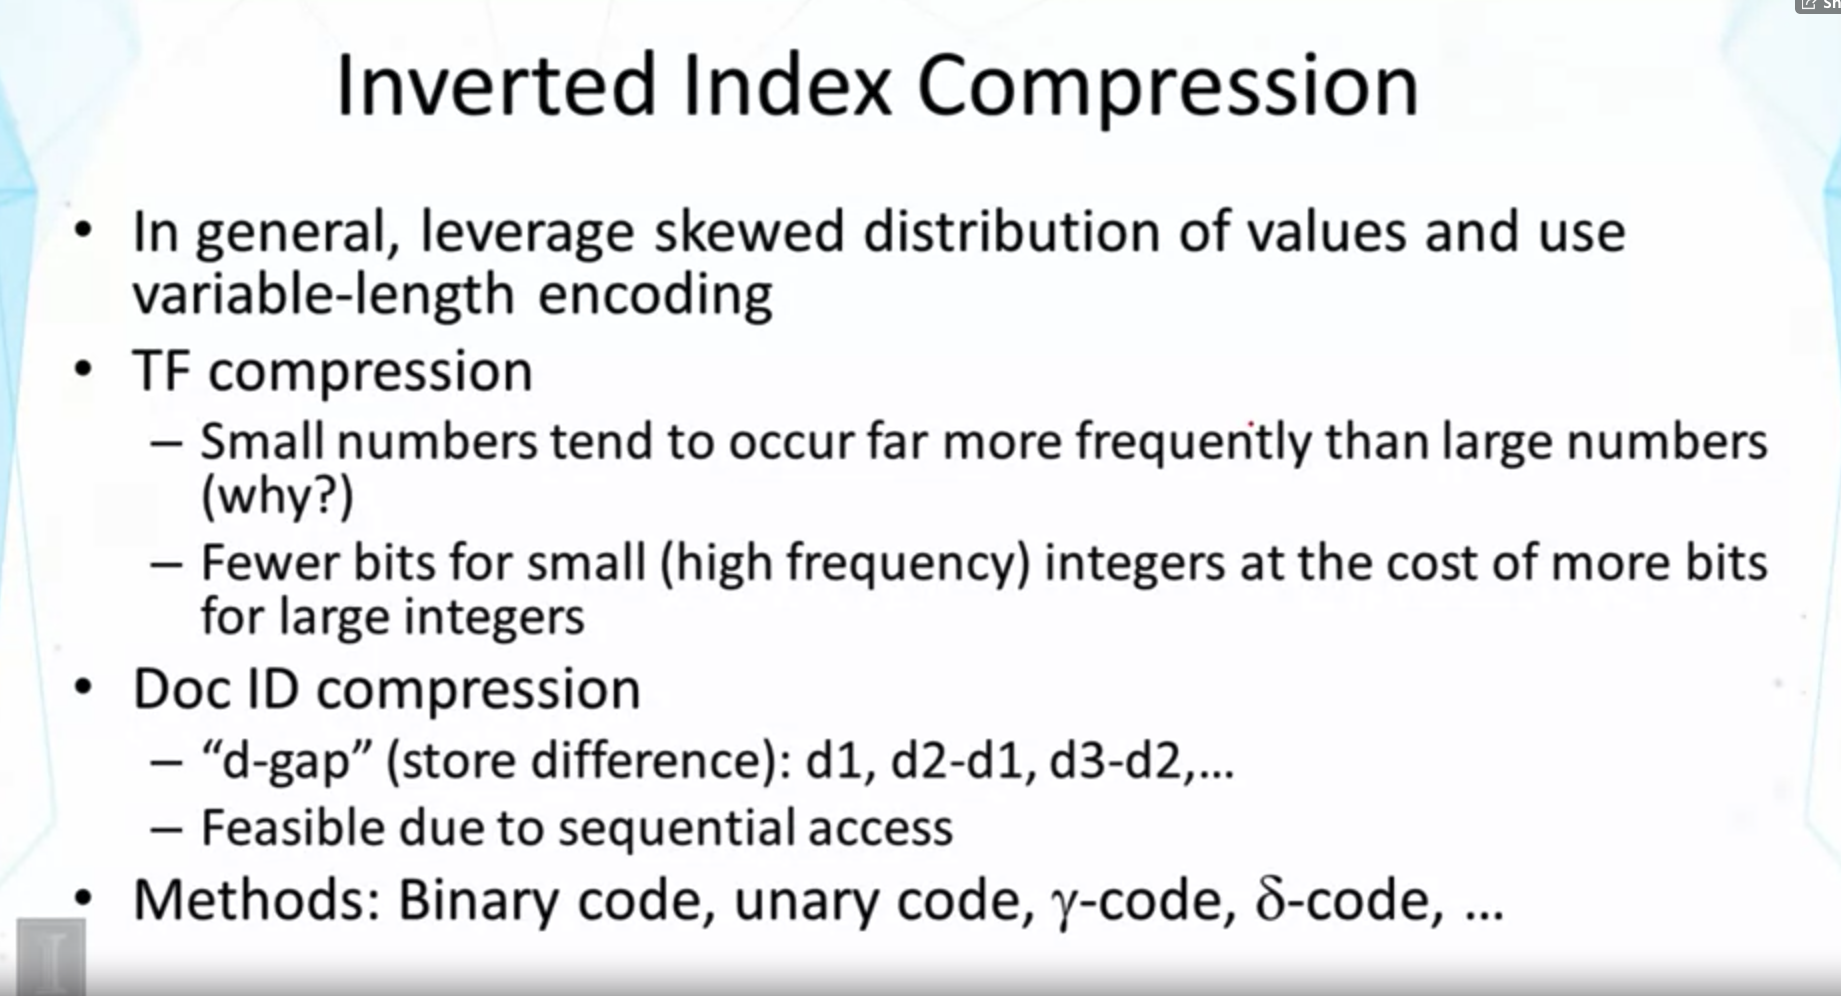 Sh
Inverted Index Compression
• In general, leverage skewed distribution of values and use
variable-length encoding
• TF compression
– Small numbers tend to occur far more frequently than large numbers
(why?)
– Fewer bits for small (high frequency) integers at the cost of more bits
for large integers
• Doc ID compression
– “d-gap” (store difference): d1, d2-d1, d3-d2,...
– Feasible due to sequential access
• Methods: Binary code, unary code, γ-code, δ-code, ...
I